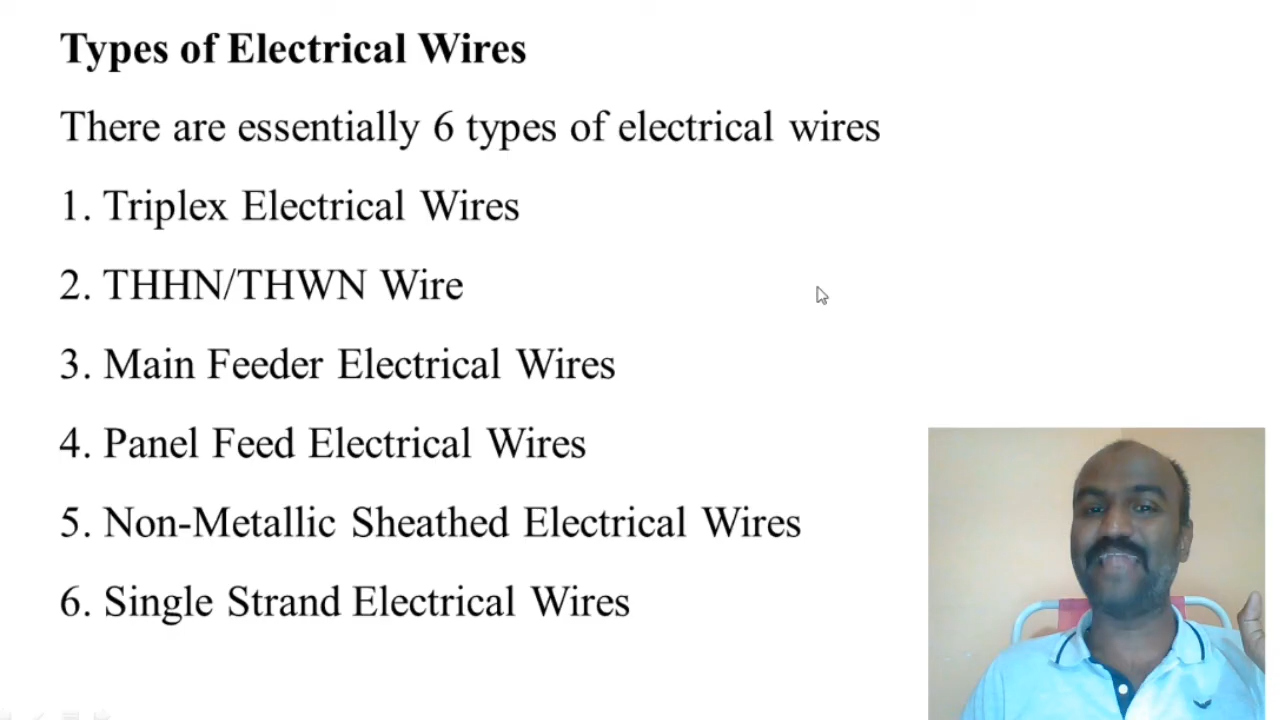 Types of Electrical Wires
There are essentially 6 types of electrical wires
1. Triplex Electrical Wires
2. THHN/THWN Wire
3. Main Feeder Electrical Wires
4. Panel Feed Electrical Wires
5. Non-Metallic Sheathed Electrical Wires
6. Single Strand Electrical Wires